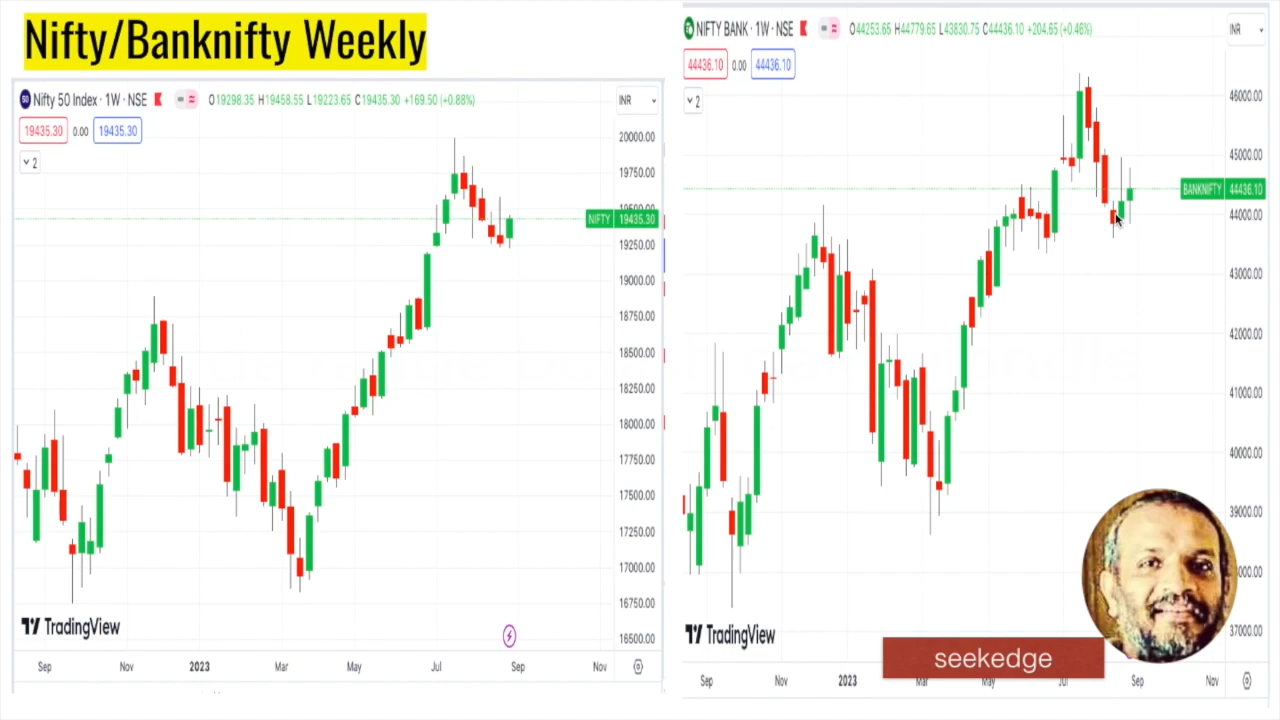 Nifty/Banknifty Weekly
50 Nifty 50 Index · 1W · NSE O19298.35 H19458.55 L19223.65 C19435.30 +169.50 (+0.88%) INR
19435.30 0.00 19435.30
2
20000.00
19750.00
NIFTY 19435.30
19250.00
19000.00
18750.00
18500.00
18250.00
18000.00
17750.00
17500.00
17250.00
17000.00
16750.00
16500.00
TradingView
Sep Nov 2023 Mar May Jul Sep Nov
NIFTY BANK · 1W · NSE O44253.65 H44779.65 L43830.75 C44436.10 +204.65 (+0.46%) INR
44436.10 0.00 44436.10
2
46000.00
45000.00
BANKNIFTY 44436.10
44000.00
43000.00
42000.00
41000.00
40000.00
39000.00
37000.00
TradingView
seekedge
Sep Nov 2023 Mar May Jul Sep Nov